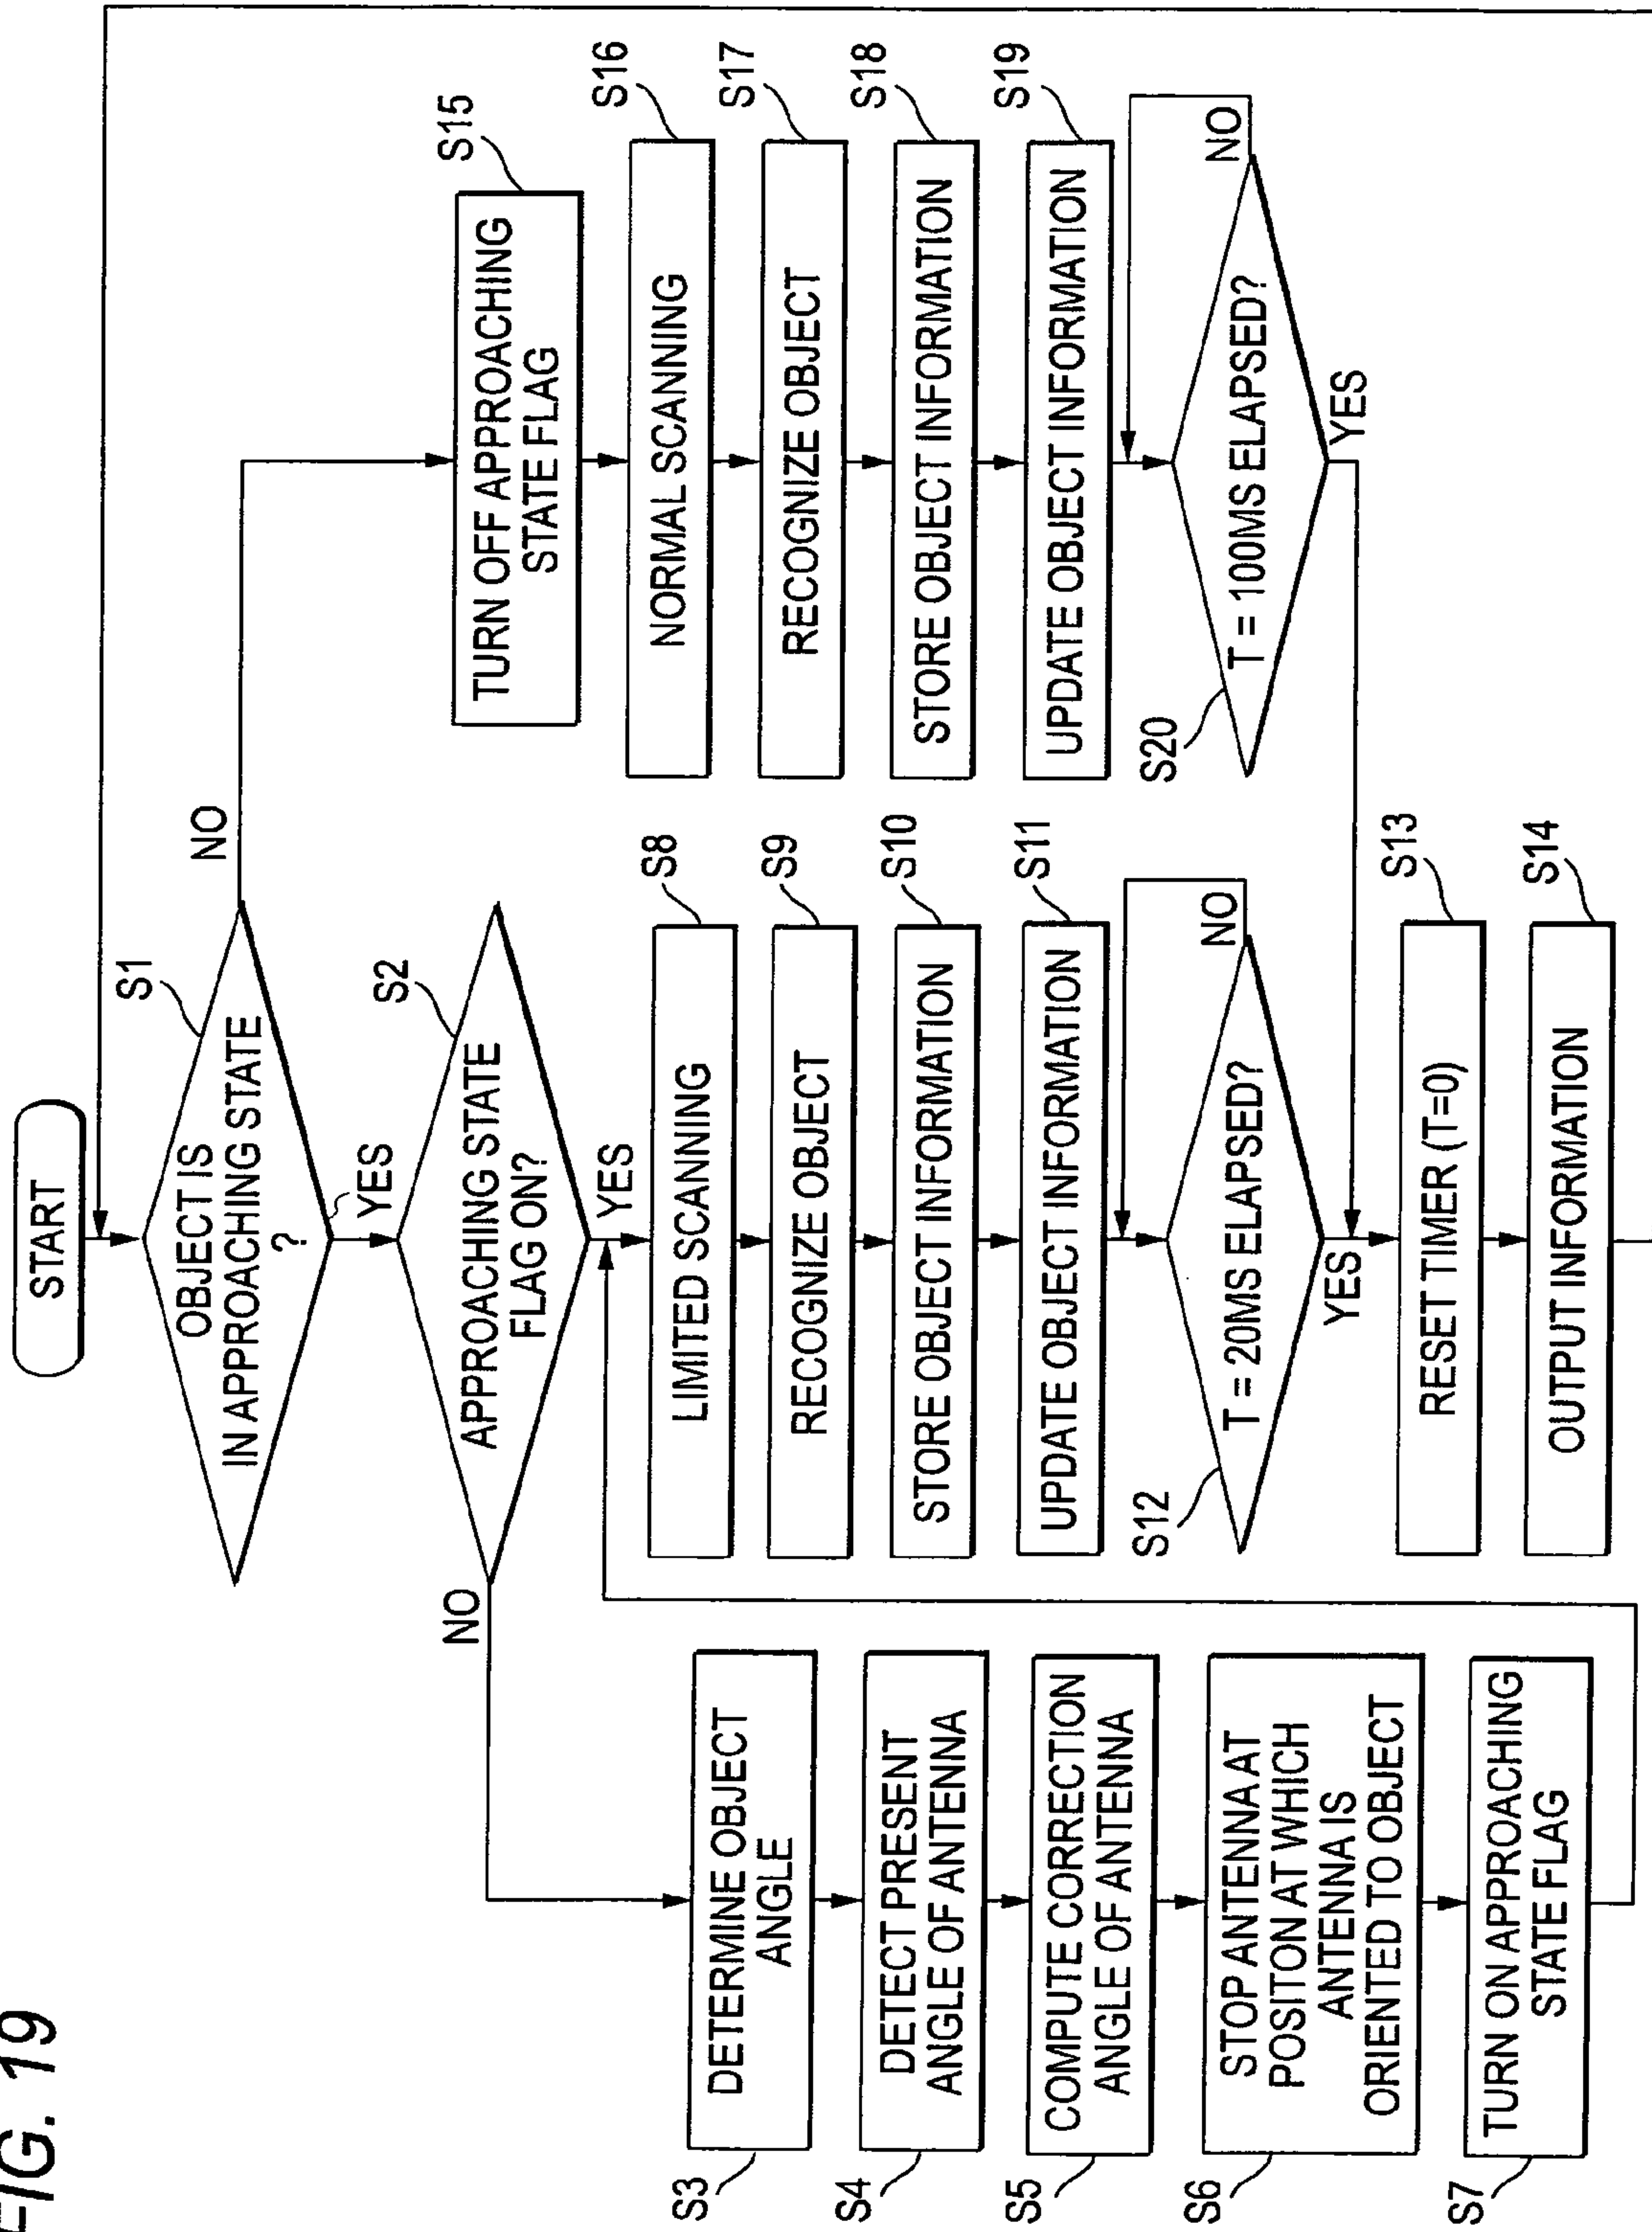 FIG. 19
START
S1
OBJECT IS
IN APPROACHING STATE
?
NO
YES
S2
APPROACHING STATE
FLAG ON?
NO
YES
S3
DETERMINE OBJECT
ANGLE
S4
DETECT PRESENT
ANGLE OF ANTENNA
S5
COMPUTE CORRECTION
ANGLE OF ANTENNA
S6
STOP ANTENNA AT
POSITION AT WHICH
ANTENNA IS
ORIENTED TO OBJECT
S7
TURN ON APPROACHING
STATE FLAG
S8
LIMITED SCANNING
S9
RECOGNIZE OBJECT
S10
STORE OBJECT INFORMATION
S11
UPDATE OBJECT INFORMATION
S12
T = 20MS ELAPSED?
NO
YES
S13
RESET TIMER (T=0)
S14
OUTPUT INFORMATION
S15
TURN OFF APPROACHING
STATE FLAG
S16
NORMAL SCANNING
S17
RECOGNIZE OBJECT
S18
STORE OBJECT INFORMATION
S19
UPDATE OBJECT INFORMATION
S20
T = 100MS ELAPSED?
NO
YES